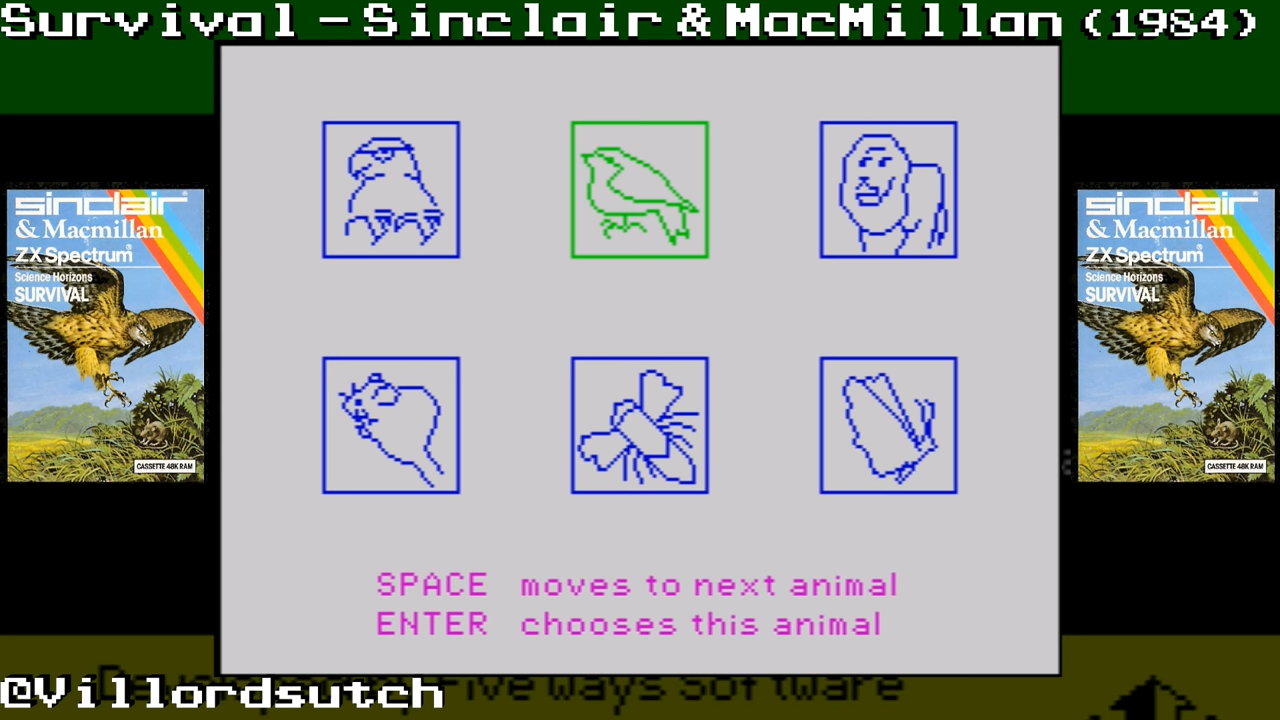 Survival - Sinclair & MacMillan (1984)
sinclair
& Macmillan
ZX Spectrum
Science Horizons
SURVIVAL
CASSETTE 48K RAM
sinclair
& Macmillan
ZX Spectrum
Science Horizons
SURVIVAL
CASSETTE 48K RAM
SPACE moves to next animal
ENTER chooses this animal
Five Ways Software
@Villordsutch